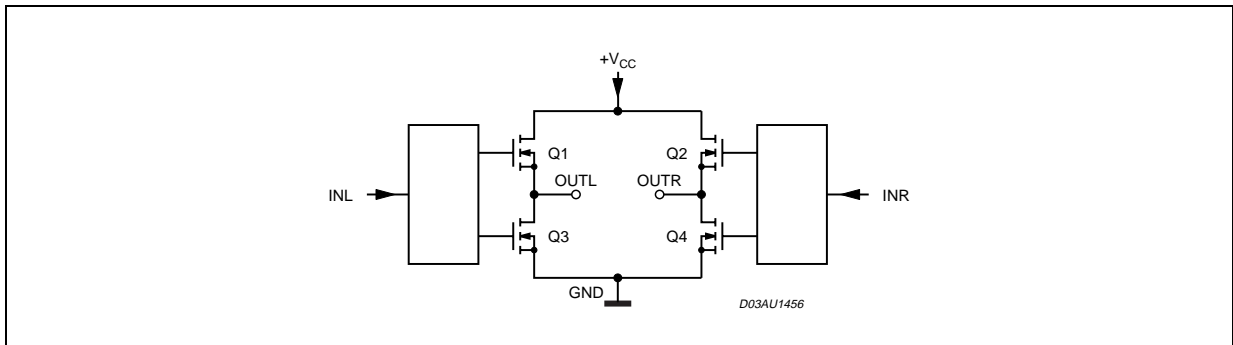 +VCC
Q1
Q2
OUTL
OUTR
INL
INR
Q3
Q4
GND
D03AU1456